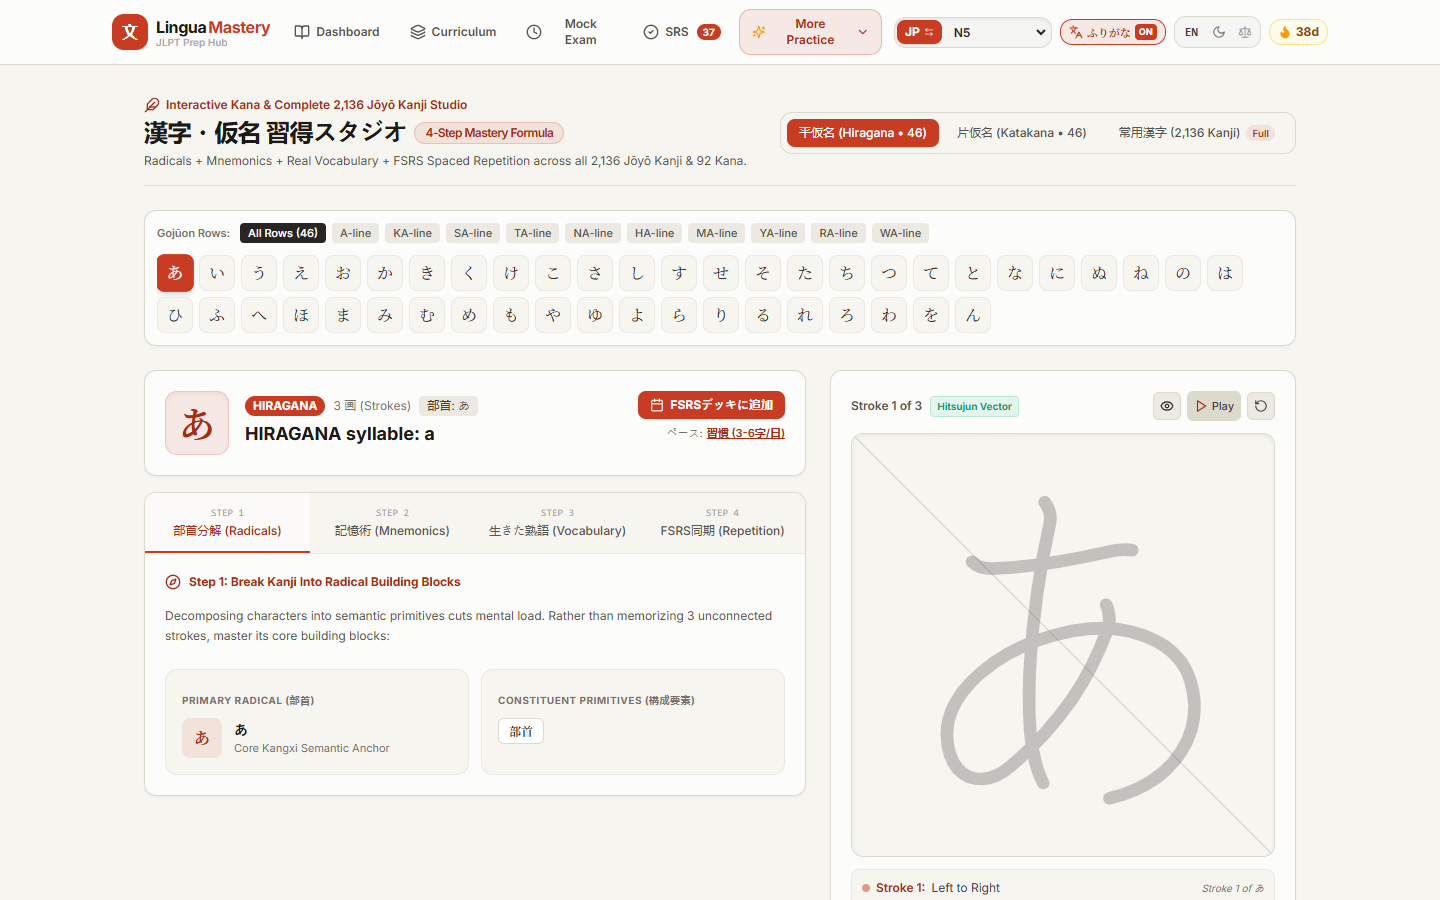 文
LinguaMastery
JLPT Prep Hub
Dashboard
Curriculum
Mock
Exam
SRS 37
More
Practice
JP ⇆ N5
ふりがな ON
EN
38d
Interactive Kana & Complete 2,136 Jōyō Kanji Studio
漢字・仮名 習得スタジオ 4-Step Mastery Formula
Radicals + Mnemonics + Real Vocabulary + FSRS Spaced Repetition across all 2,136 Jōyō Kanji & 92 Kana.
平仮名 (Hiragana • 46) 片仮名 (Katakana • 46) 常用漢字 (2,136 Kanji) Full
Gojūon Rows: All Rows (46) A-line KA-line SA-line TA-line NA-line HA-line MA-line YA-line RA-line WA-line
あ い う え お か き く け こ さ し す せ そ た ち つ て と な に ぬ ね の は
ひ ふ へ ほ ま み む め も や ゆ よ ら り る れ ろ わ を ん
あ
HIRAGANA 3 画 (Strokes) 部首: あ
HIRAGANA syllable: a
FSRSデッキに追加
ペース: 習慣 (3-6字/日)
STEP 1
部首分解 (Radicals)
STEP 2
記憶術 (Mnemonics)
STEP 3
生きた熟語 (Vocabulary)
STEP 4
FSRS同期 (Repetition)
Step 1: Break Kanji Into Radical Building Blocks
Decomposing characters into semantic primitives cuts mental load. Rather than memorizing 3 unconnected
strokes, master its core building blocks:
PRIMARY RADICAL (部首)
あ
あ
Core Kangxi Semantic Anchor
CONSTITUENT PRIMITIVES (構成要素)
部首
Stroke 1 of 3 Hitsujun Vector
Play
あ
Stroke 1: Left to Right
Stroke 1 of あ